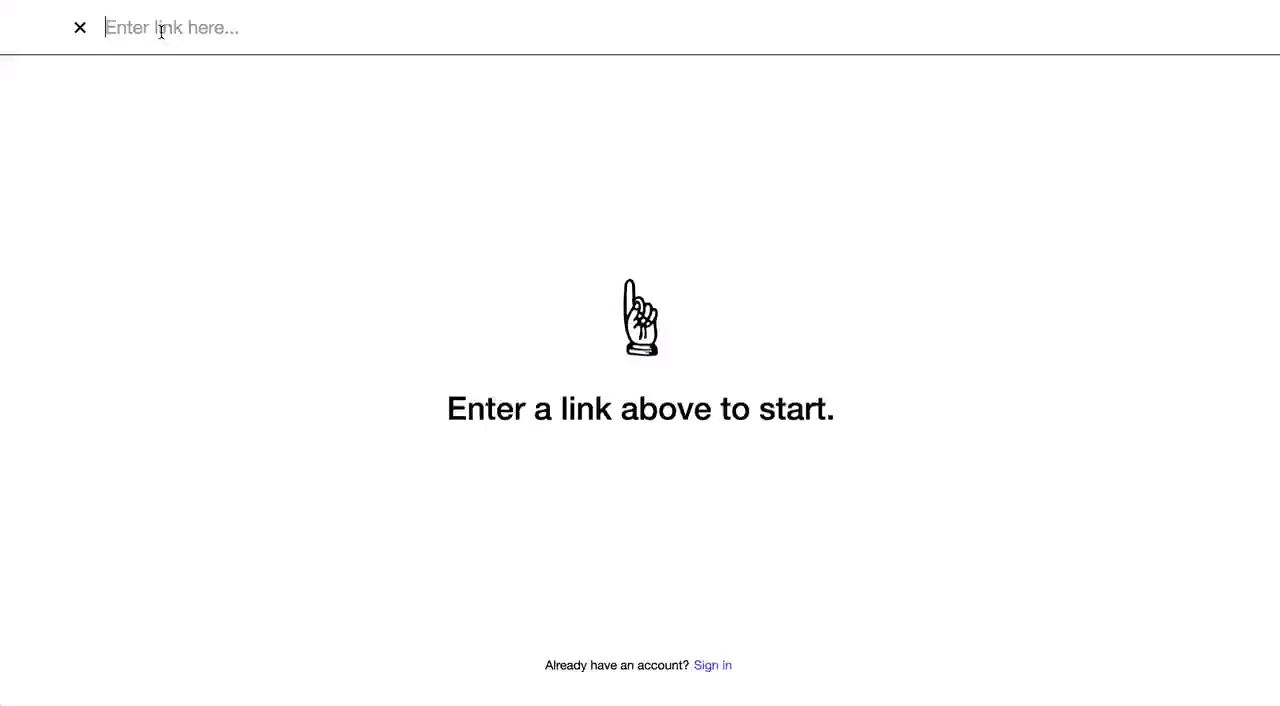 Enter link here...
Enter a link above to start.
Already have an account? Sign in